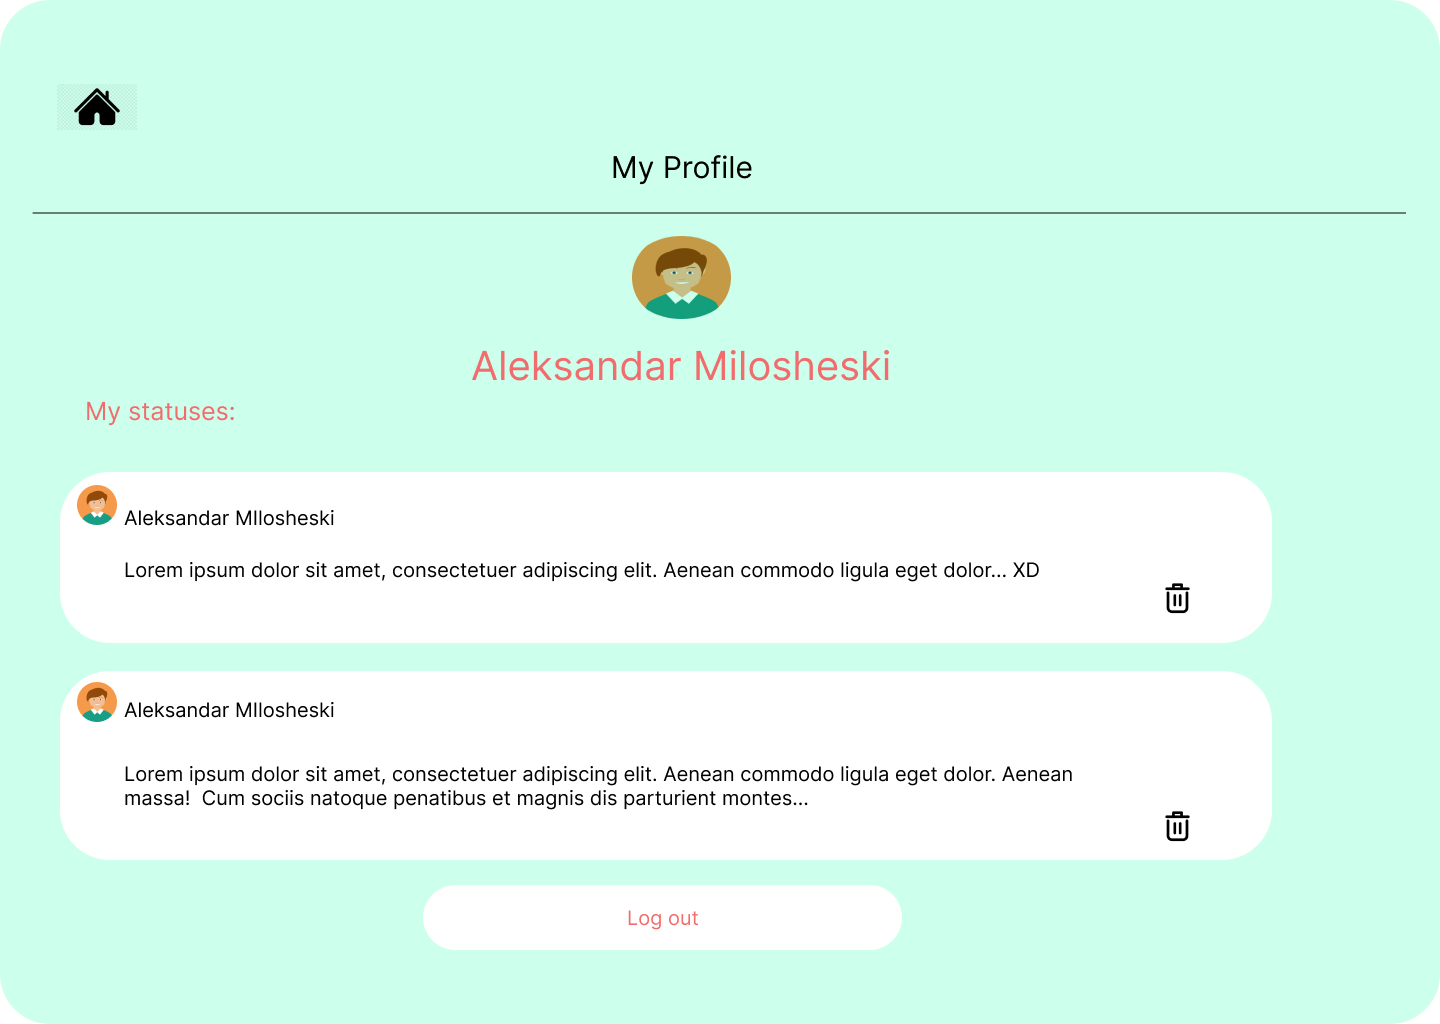 My Profile
Aleksandar Milosheski
My statuses:
Aleksandar MIlosheski
Lorem ipsum dolor sit amet, consectetuer adipiscing elit. Aenean commodo ligula eget dolor... XD
Aleksandar MIlosheski
Lorem ipsum dolor sit amet, consectetuer adipiscing elit. Aenean commodo ligula eget dolor. Aenean
massa!  Cum sociis natoque penatibus et magnis dis parturient montes...
Log out